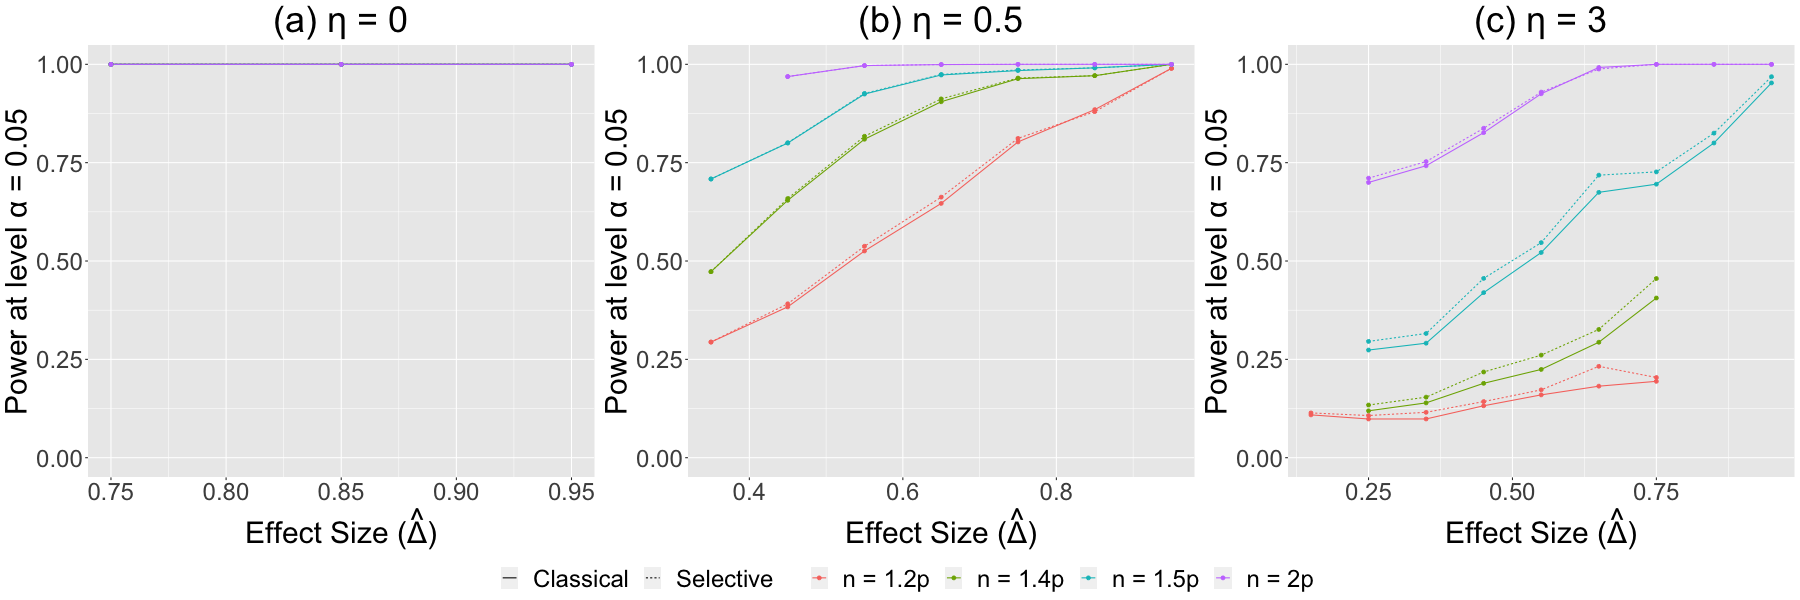 (a) η = 0
Power at level α = 0.05
1.00
0.75
0.50
0.25
0.00
0.75 0.80 0.85 0.90 0.95
Effect Size (Δ̂)
(b) η = 0.5
Power at level α = 0.05
1.00
0.75
0.50
0.25
0.00
0.4 0.6 0.8
Effect Size (Δ̂)
(c) η = 3
Power at level α = 0.05
1.00
0.75
0.50
0.25
0.00
0.25 0.50 0.75
Effect Size (Δ̂)
Classical Selective n = 1.2p n = 1.4p n = 1.5p n = 2p